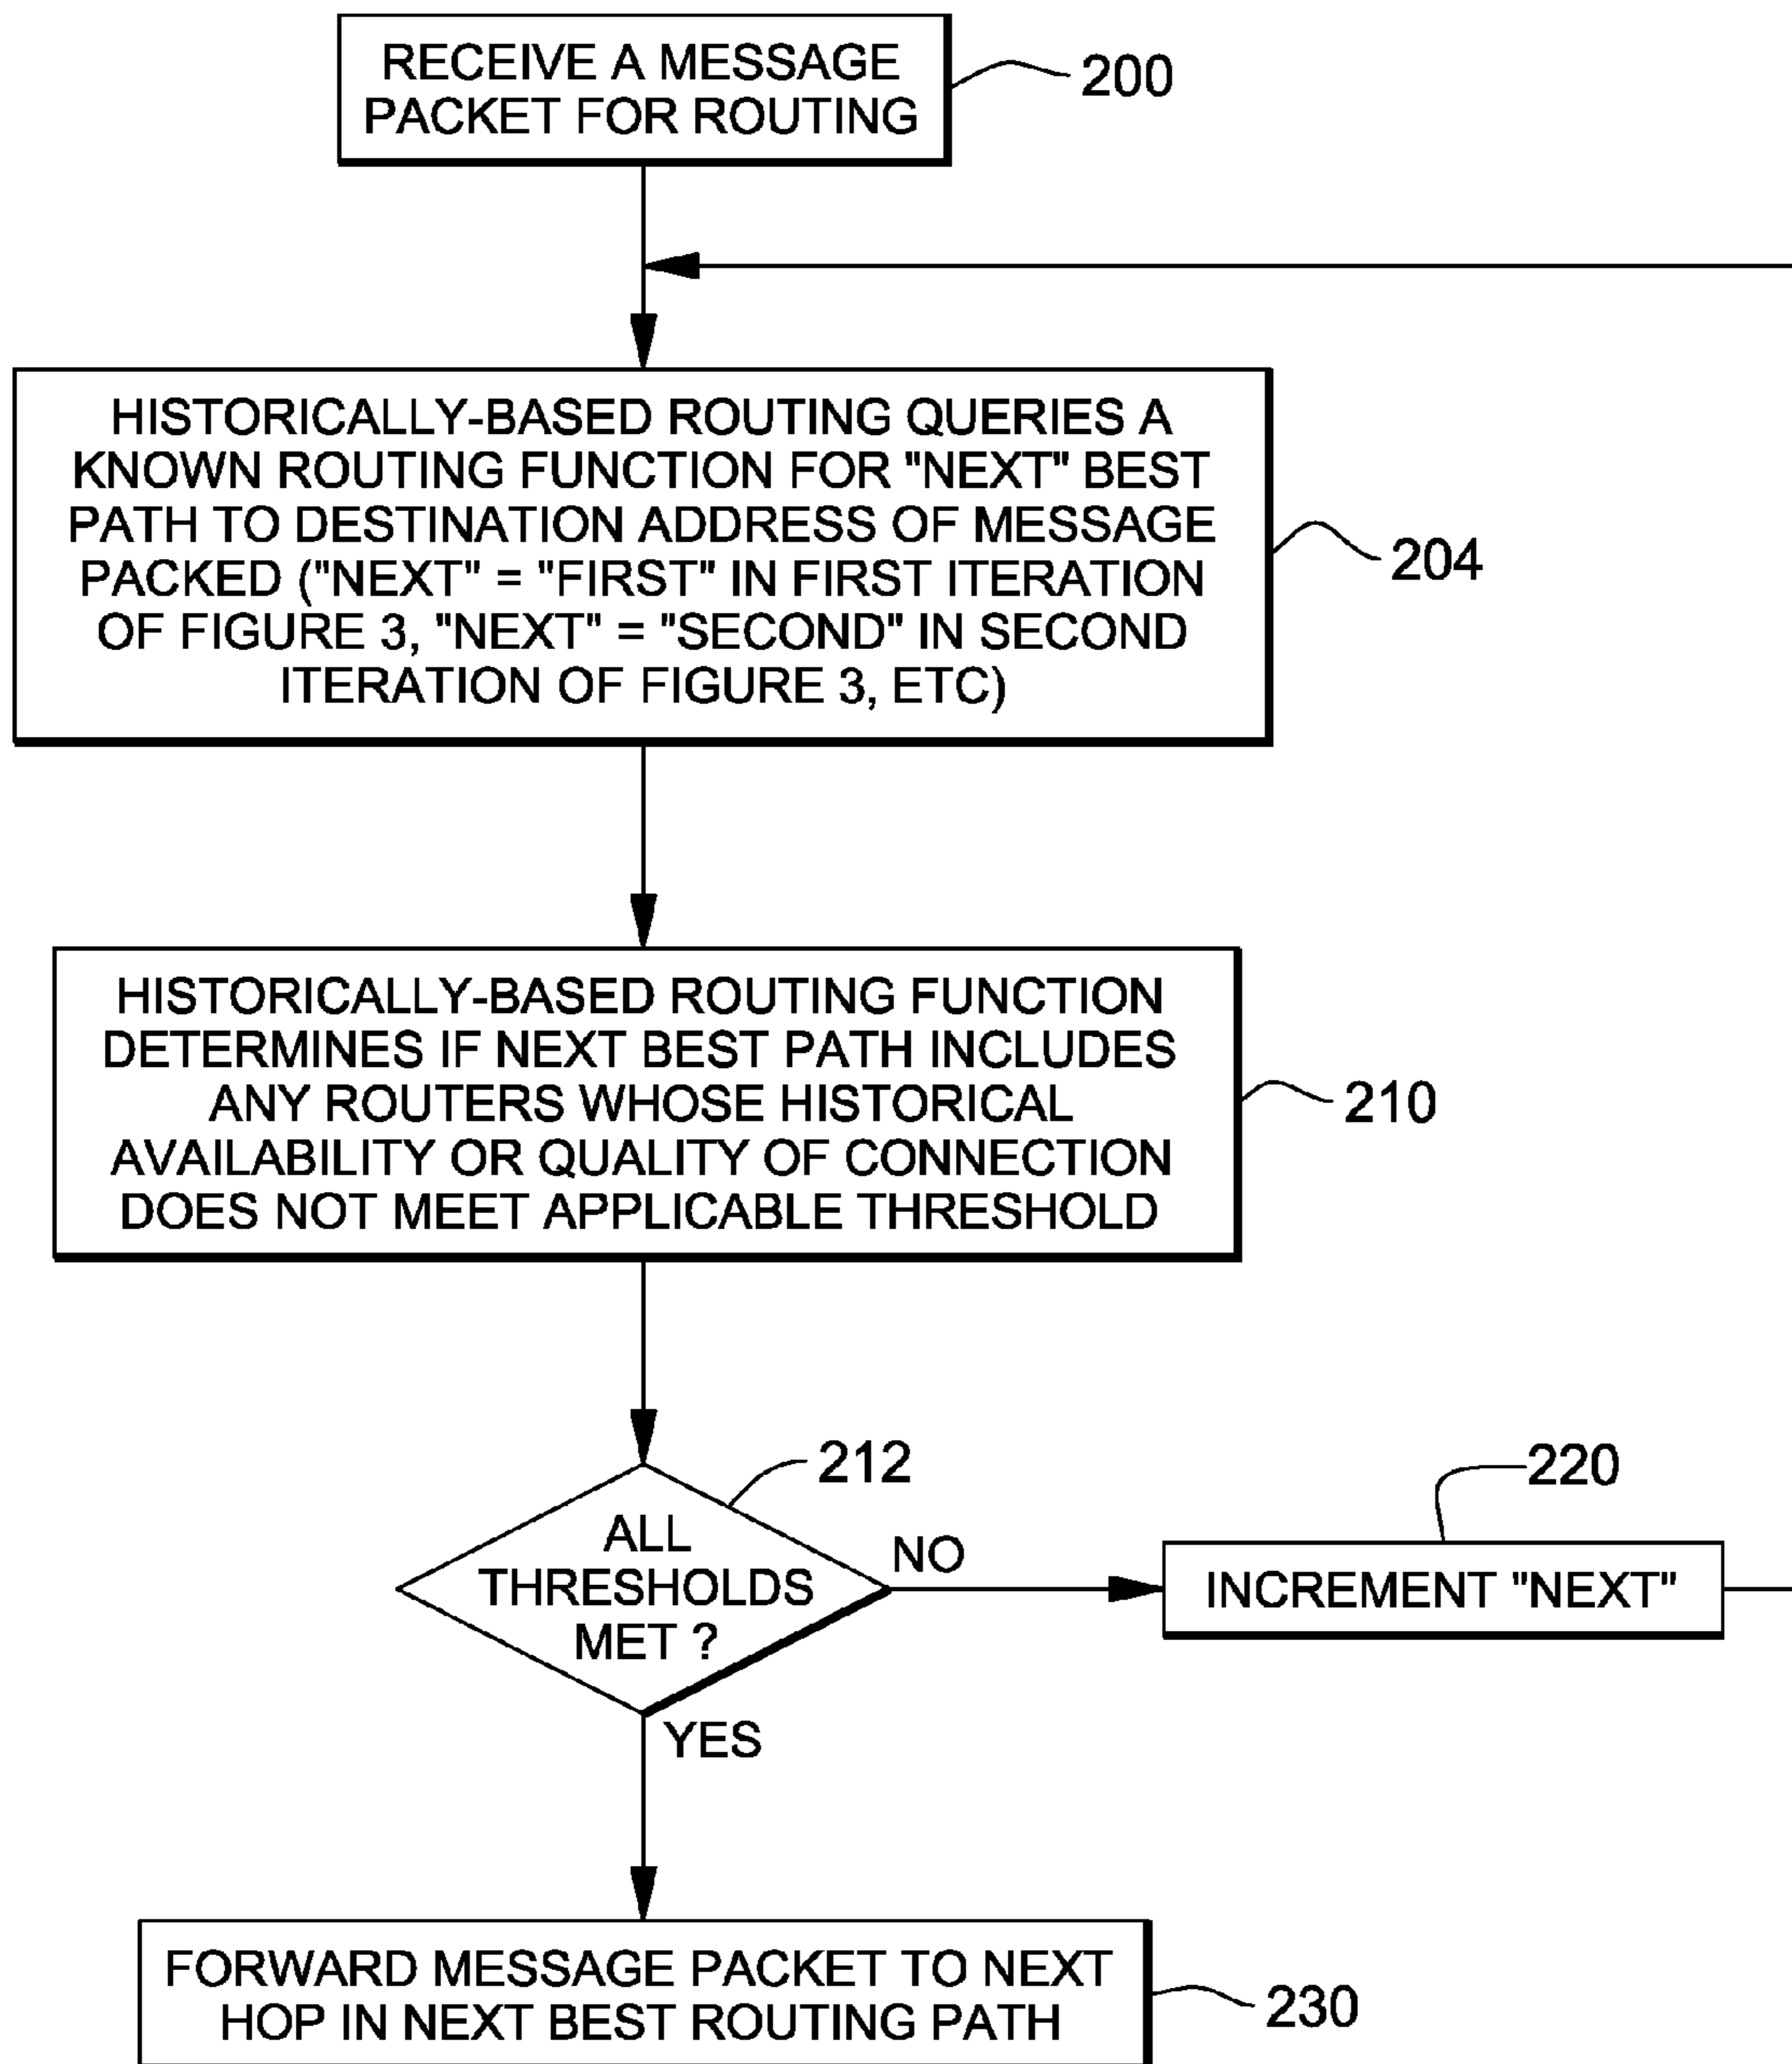 RECEIVE A MESSAGE
PACKET FOR ROUTING
200
HISTORICALLY-BASED ROUTING QUERIES A
KNOWN ROUTING FUNCTION FOR "NEXT" BEST
PATH TO DESTINATION ADDRESS OF MESSAGE
PACKED ("NEXT" = "FIRST" IN FIRST ITERATION
OF FIGURE 3, "NEXT" = "SECOND" IN SECOND
ITERATION OF FIGURE 3, ETC)
204
HISTORICALLY-BASED ROUTING FUNCTION
DETERMINES IF NEXT BEST PATH INCLUDES
ANY ROUTERS WHOSE HISTORICAL
AVAILABILITY OR QUALITY OF CONNECTION
DOES NOT MEET APPLICABLE THRESHOLD
210
212
ALL
THRESHOLDS
MET ?
NO
220
INCREMENT "NEXT"
YES
FORWARD MESSAGE PACKET TO NEXT
HOP IN NEXT BEST ROUTING PATH
230